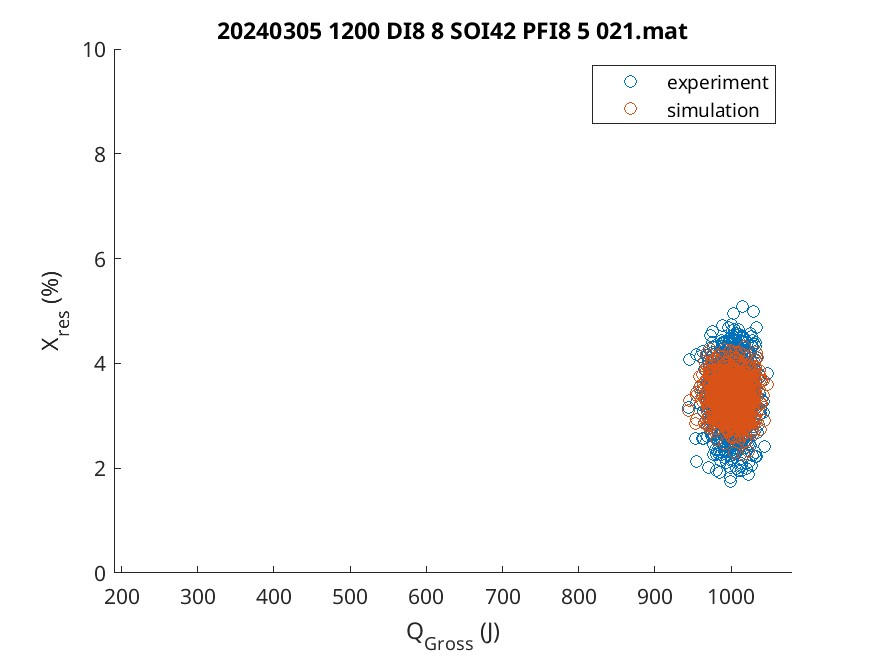 20240305 1200 DI8 8 SOI42 PFI8 5 021.mat
experiment
simulation
10
8
6
4
2
0
X_res (%)
200 300 400 500 600 700 800 900 1000
Q_Gross (J)